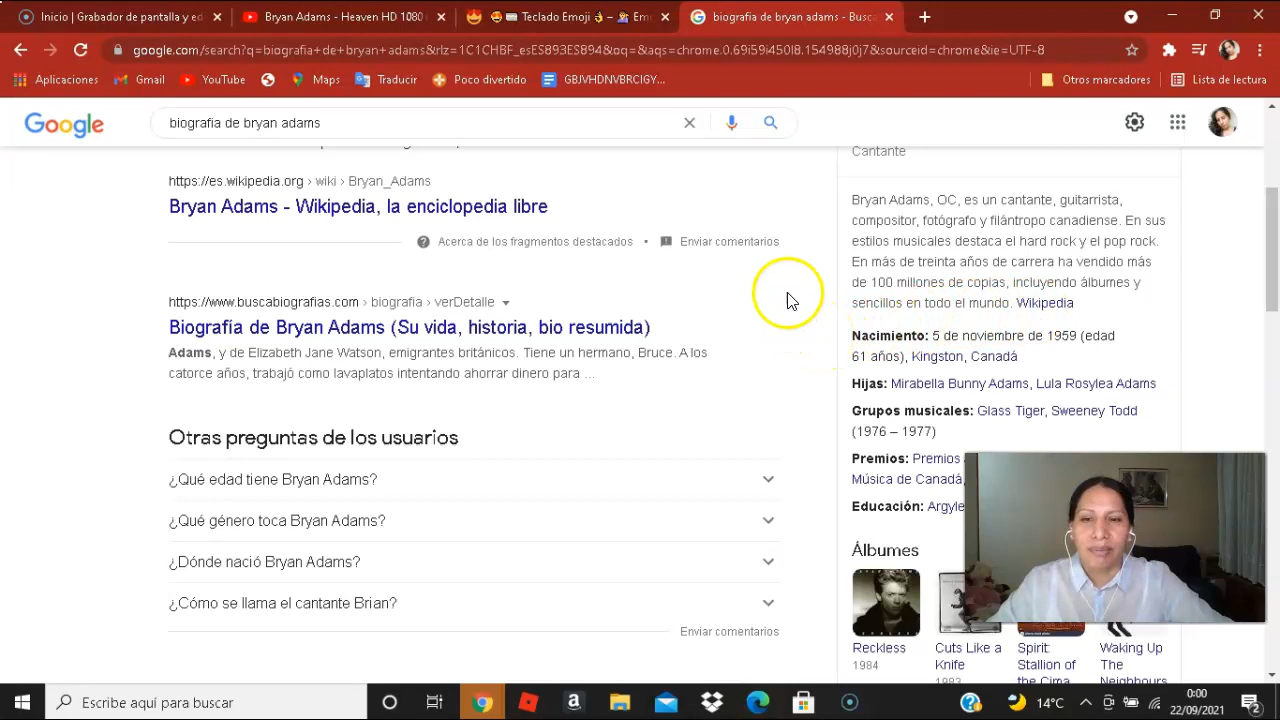 Inicio | Grabador de pantalla y ed
Bryan Adams - Heaven HD 1080
Teclado Emoji
biografia de bryan adams - Busc
google.com/search?q=biografia+de+bryan+adams&rlz=1C1CHBF_esES893ES894&oq=&aqs=chrome.0.69i59i450l8.154988j0j7&sourceid=chrome&ie=UTF-8
Aplicaciones
Gmail
YouTube
Maps
Traducir
Poco divertido
GBJVHDNVBRCIGY...
Otros marcadores
Lista de lectura
Google
biografia de bryan adams
https://es.wikipedia.org › wiki › Bryan_Adams
Bryan Adams - Wikipedia, la enciclopedia libre
Acerca de los fragmentos destacados • Enviar comentarios
https://www.buscabiografias.com › biografia › verDetalle
Biografía de Bryan Adams (Su vida, historia, bio resumida)
Adams, y de Elizabeth Jane Watson, emigrantes británicos. Tiene un hermano, Bruce. A los
catorce años, trabajó como lavaplatos intentando ahorrar dinero para ...
Otras preguntas de los usuarios
¿Qué edad tiene Bryan Adams?
¿Qué género toca Bryan Adams?
¿Dónde nació Bryan Adams?
¿Cómo se llama el cantante Brian?
Enviar comentarios
Cantante
Bryan Adams, OC, es un cantante, guitarrista,
compositor, fotógrafo y filántropo canadiense. En sus
estilos musicales destaca el hard rock y el pop rock.
En más de treinta años de carrera ha vendido más
de 100 millones de copias, incluyendo álbumes y
sencillos en todo el mundo. Wikipedia
Nacimiento: 5 de noviembre de 1959 (edad
61 años), Kingston, Canadá
Hijas: Mirabella Bunny Adams, Lula Rosylea Adams
Grupos musicales: Glass Tiger, Sweeney Todd
(1976 – 1977)
Premios: Premios
Música de Canadá,
Educación: Argyle
Álbumes
Reckless
1984
Cuts Like a
Knife
1983
Spirit:
Stallion of
the Cima
Waking Up
The
Neighbours
Escribe aquí para buscar
14°C
0:00
22/09/2021
2